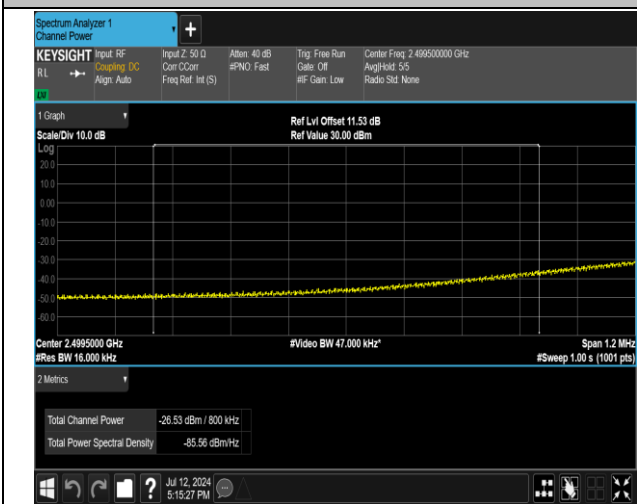 Spectrum Analyzer 1
Channel Power
+
KEYSIGHT Input: RF Input Z: 50 Ω Atten: 40 dB Trig: Free Run Center Freq: 2.499500000 GHz
RL Coupling: DC Corr CCorr #PNO: Fast Gate: Off Avg|Hold: 5/5
Align: Auto Freq Ref: Int (S) #IF Gain: Low Radio Std: None
1 Graph
Ref Lvl Offset 11.53 dB
Scale/Div 10.0 dB Ref Value 30.00 dBm
Log
20.0
10.0
0.00
-10.0
-20.0
-30.0
-40.0
-50.0
-60.0
Center 2.4995000 GHz #Video BW 47.000 kHz* Span 1.2 MHz
#Res BW 16.000 kHz #Sweep 1.00 s (1001 pts)
2 Metrics
Total Channel Power -26.53 dBm / 800 kHz
Total Power Spectral Density -85.56 dBm/Hz
? Jul 12, 2024
5:15:27 PM